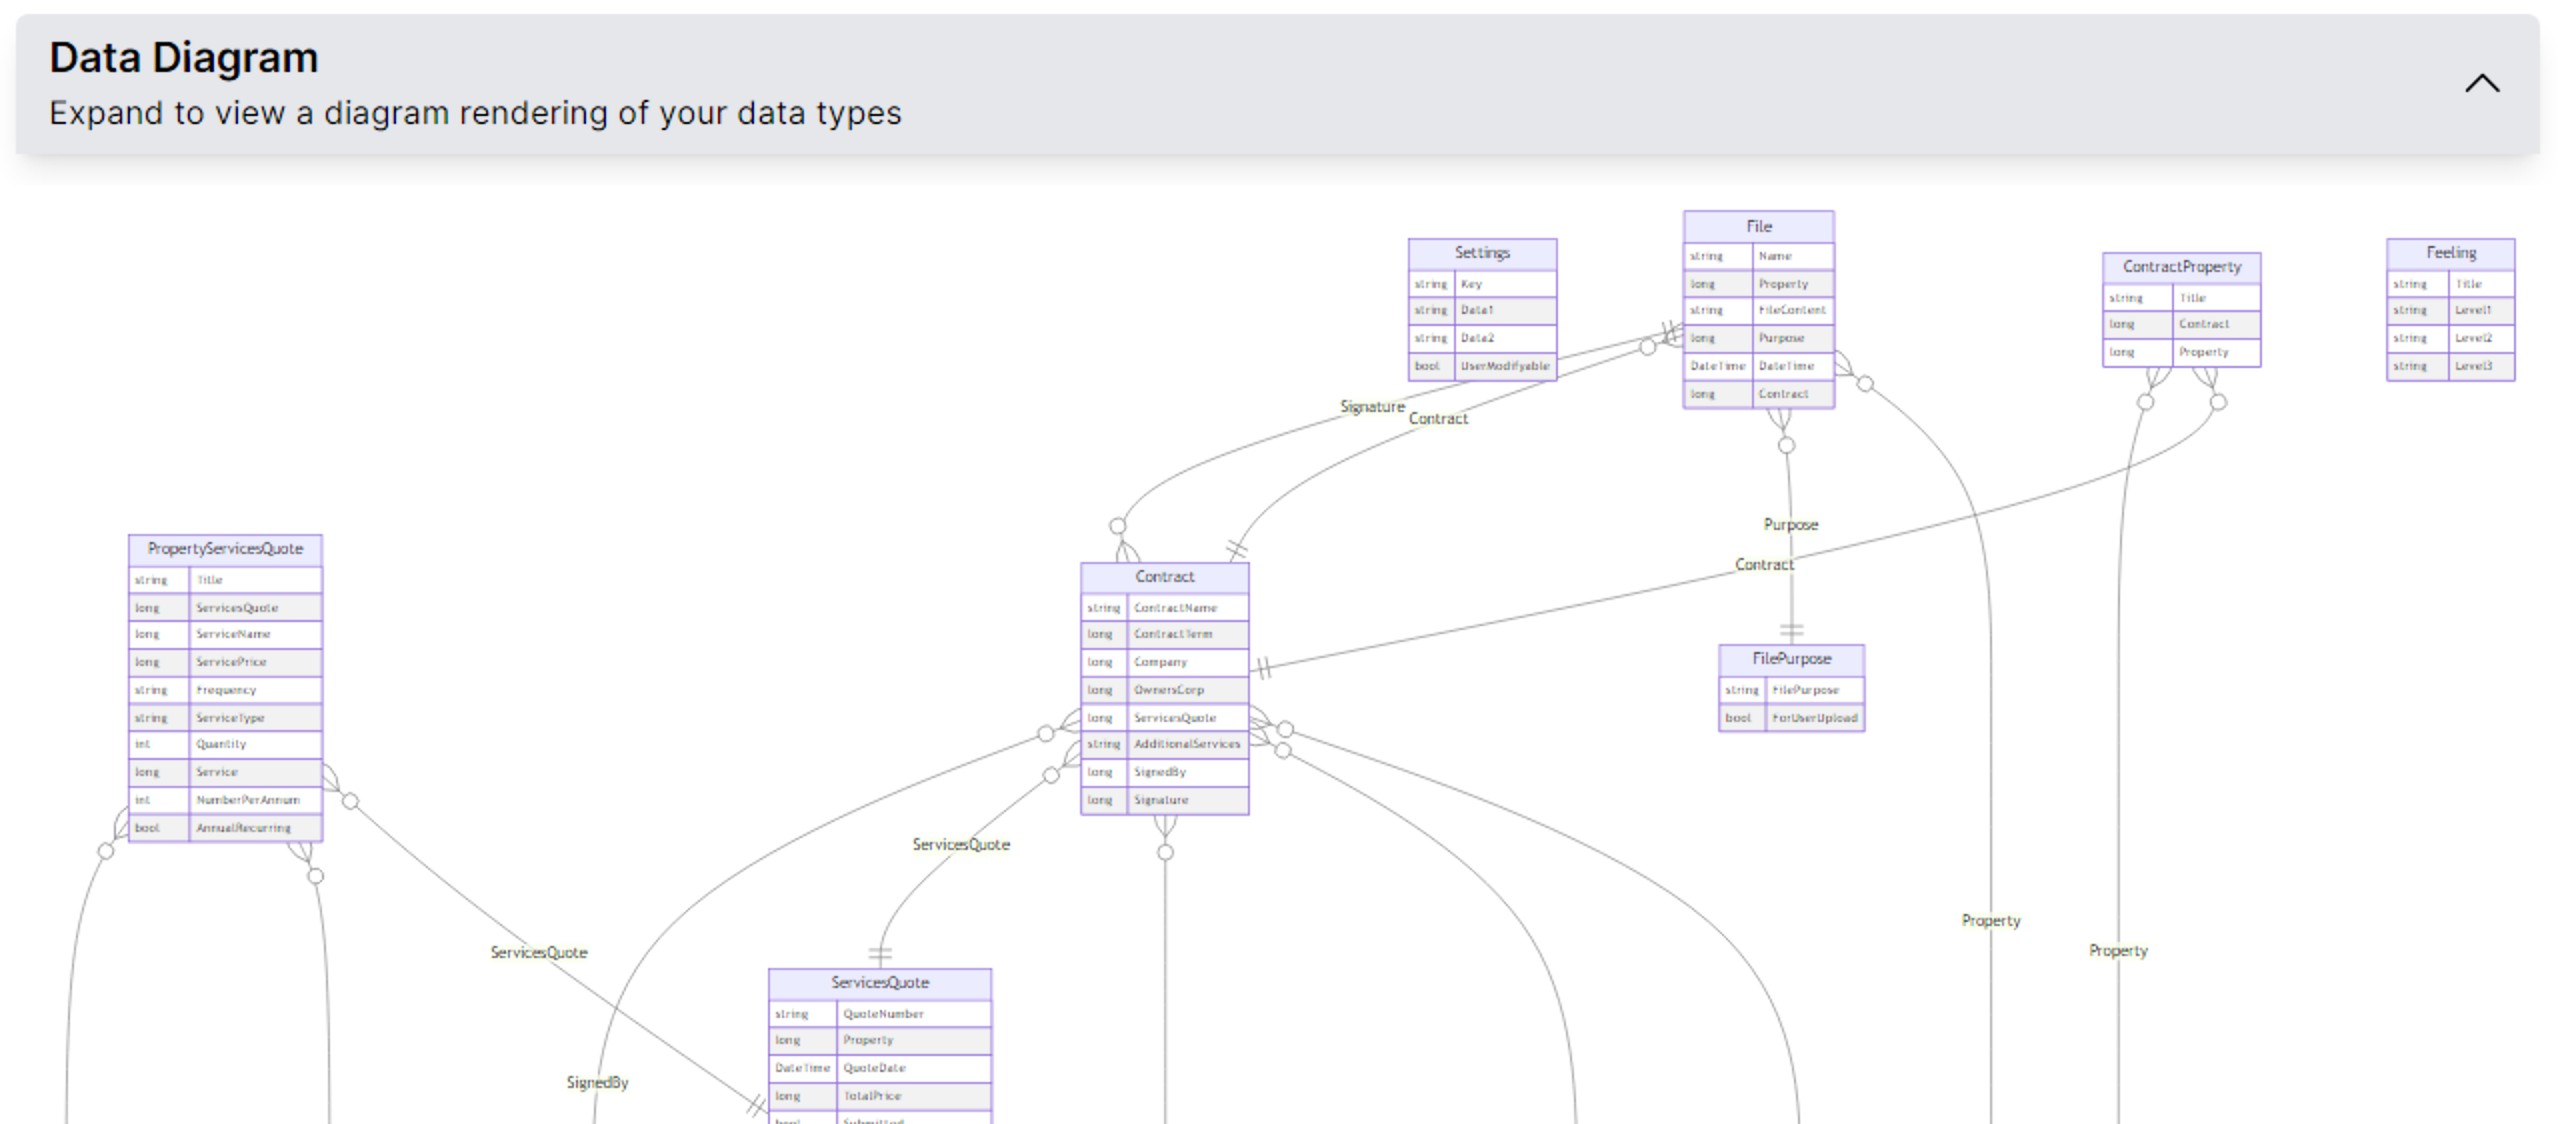 Data Diagram
Expand to view a diagram rendering of your data types
Settings
string Key
string Data1
string Data2
bool UserModifyable
File
string Name
long Property
string FileContent
long Purpose
DateTime DateTime
long Contract
ContractProperty
string Title
long Contract
long Property
Feeling
string Title
string Level1
string Level2
string Level3
Signature
Contract
Purpose
Contract
PropertyServicesQuote
string Title
long ServicesQuote
long ServiceName
long ServicePrice
string Frequency
string ServiceType
int Quantity
long Service
int NumberPerAnnum
bool AnnualRecurring
Contract
string ContractName
long ContractTerm
long Company
long OwnersCorp
long ServicesQuote
string AdditionalServices
long SignedBy
long Signature
FilePurpose
string FilePurpose
bool ForUserUpload
ServicesQuote
ServicesQuote
Property
Property
SignedBy
ServicesQuote
string QuoteNumber
long Property
DateTime QuoteDate
long TotalPrice
bool Submitted